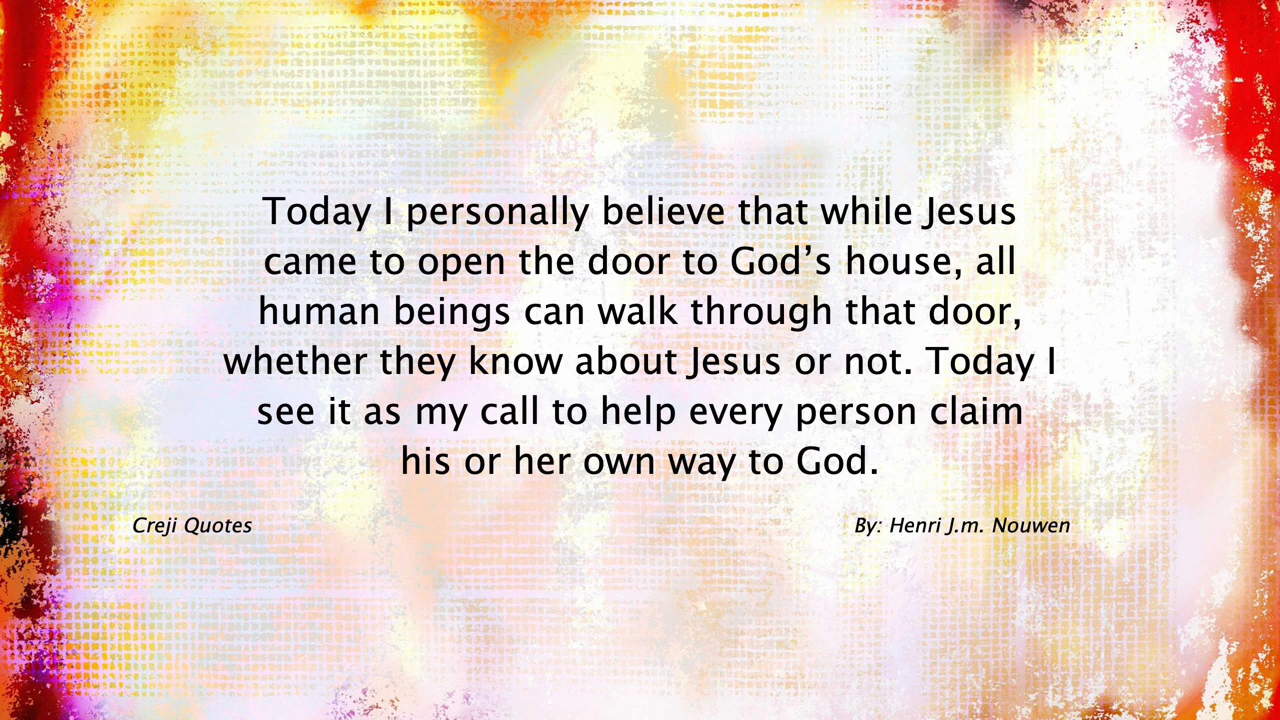 Today I personally believe that while Jesus
came to open the door to God’s house, all
human beings can walk through that door,
whether they know about Jesus or not. Today I
see it as my call to help every person claim
his or her own way to God.
Creji Quotes
By: Henri J.m. Nouwen